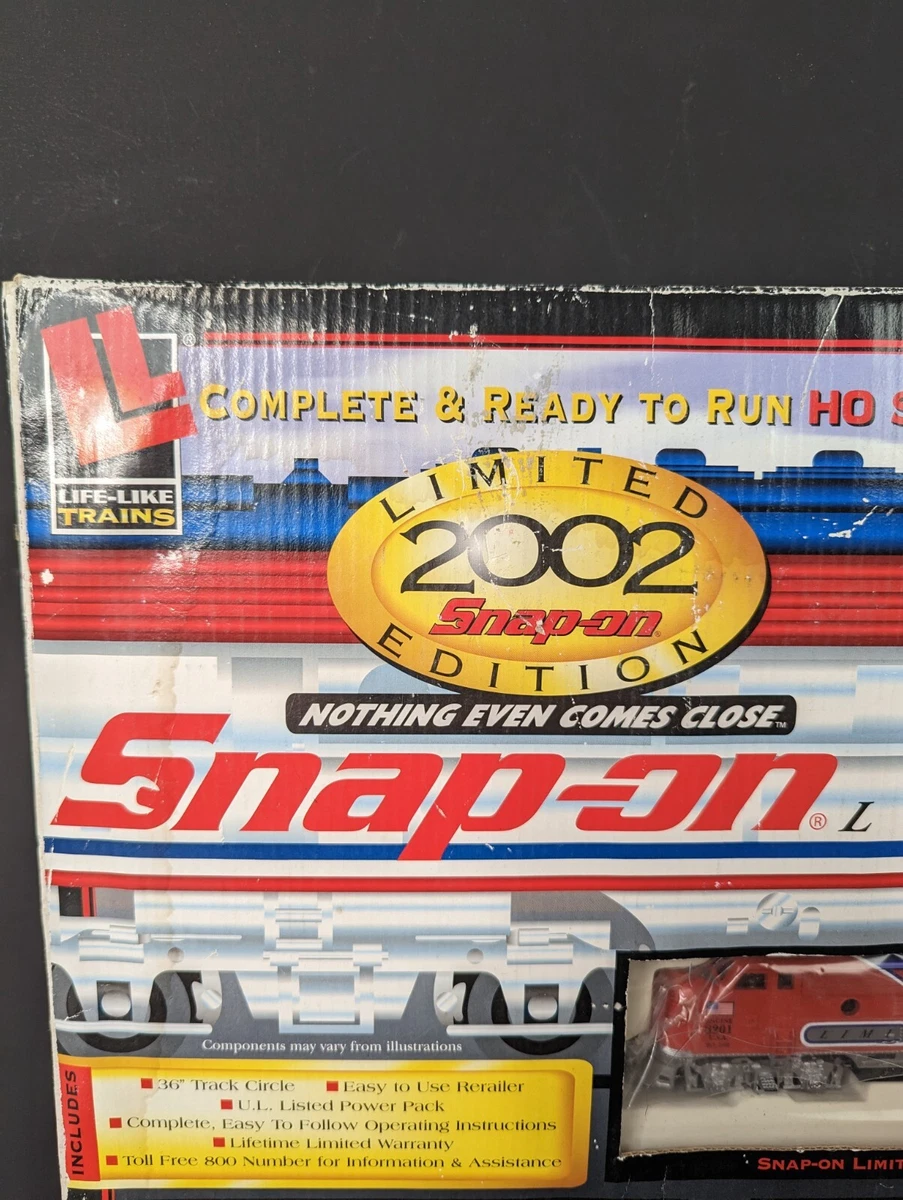 COMPLETE & READY TO RUN HO S
LIFE-LIKE
TRAINS
®
LIMITED
2002
Snap-on
EDITION
NOTHING EVEN COMES CLOSE™
Snap-on® L
Components may vary from illustrations
INCLUDES
■ 36" Track Circle ■ Easy to Use Rerailer
■ U.L. Listed Power Pack
■ Complete, Easy To Follow Operating Instructions
■ Lifetime Limited Warranty
■ Toll Free 800 Number for Information & Assistance
LIMI
SNAP-ON LIMIT